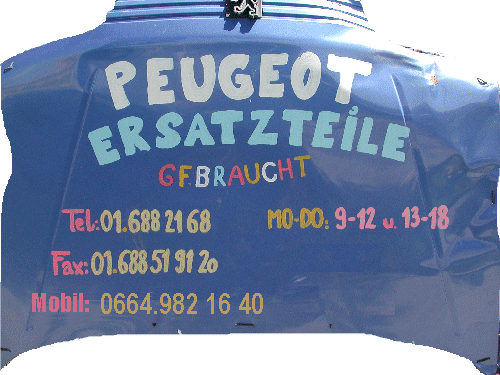 PEUGEOT
ERSATZTEILE
GEBRAUCHT
Tel.: 01.688 21 68 MO-DO: 9-12 u. 13-18
Fax: 01.688 51 91 20
Mobil: 0664.982 16 40